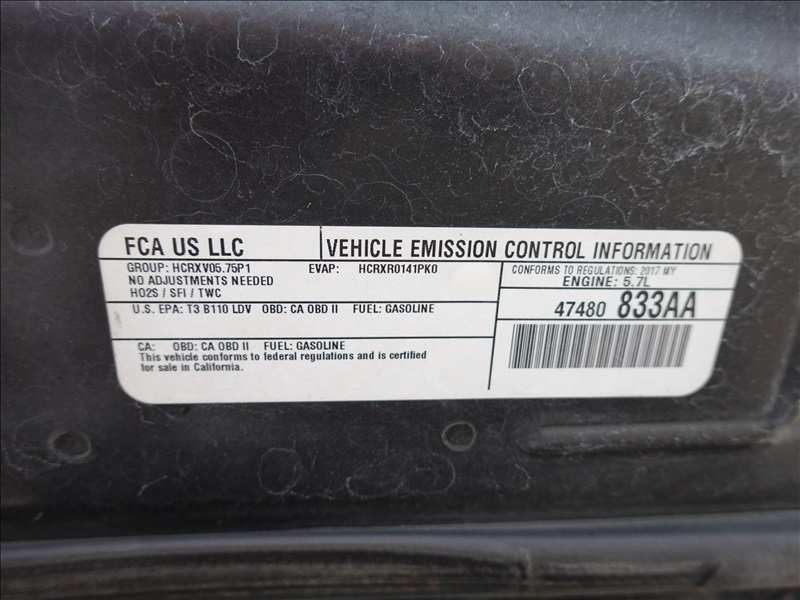 FCA US LLC
VEHICLE EMISSION CONTROL INFORMATION
GROUP: HCRXV05.75P1 EVAP: HCRXR0141PK0
NO ADJUSTMENTS NEEDED
HO2S / SFI / TWC
CONFORMS TO REGULATIONS: 2017 MY
ENGINE: 5.7L
U.S. EPA: T3 B110 LDV OBD: CA OBD II FUEL: GASOLINE
47480 833AA
CA: OBD: CA OBD II FUEL: GASOLINE
This vehicle conforms to federal regulations and is certified
for sale in California.